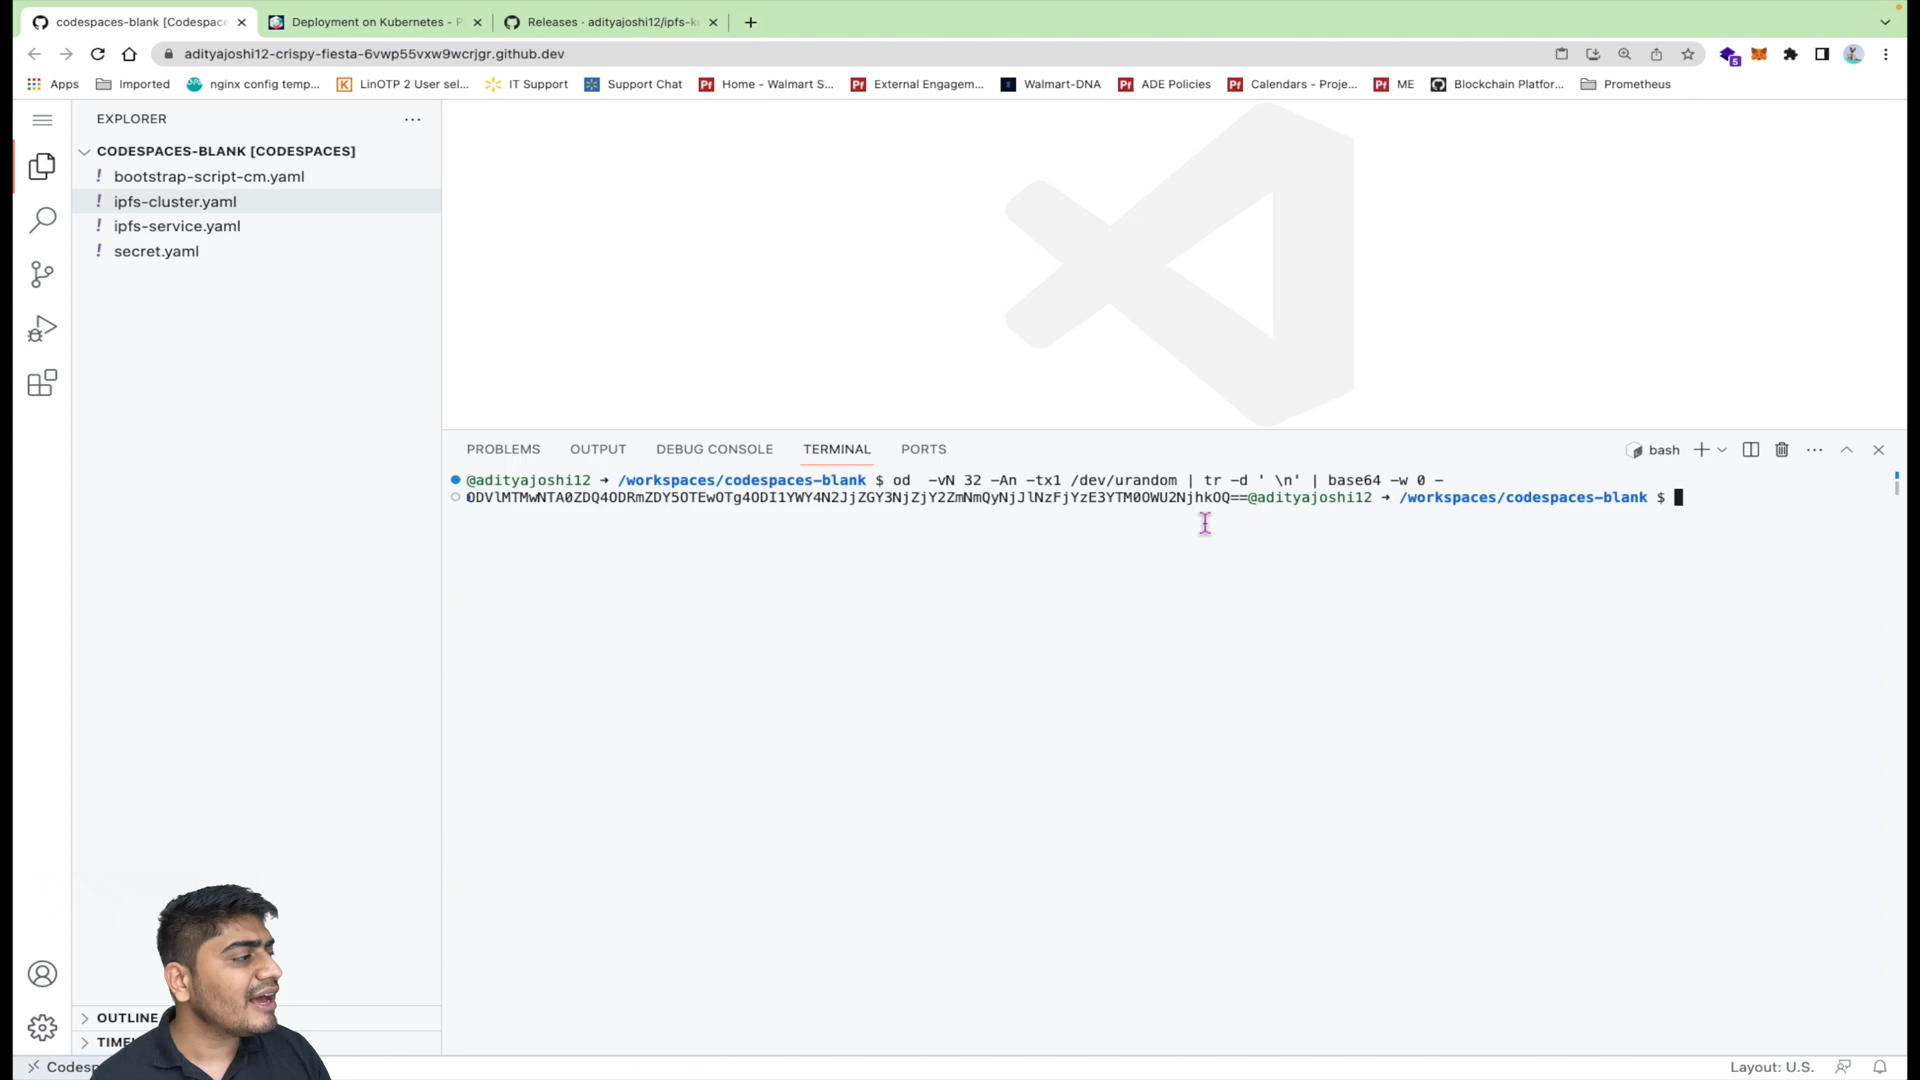 codespaces-blank [Codespace
Deployment on Kubernetes - P
Releases · adityajoshi12/ipfs-k
adityajoshi12-crispy-fiesta-6vwp55vxw9wcrjgr.github.dev
5
Apps
Imported
nginx config temp...
LinOTP 2 User sel...
IT Support
Support Chat
Home - Walmart S...
External Engagem...
Walmart-DNA
ADE Policies
Calendars - Proje...
ME
Blockchain Platfor...
Prometheus
EXPLORER
CODESPACES-BLANK [CODESPACES]
! bootstrap-script-cm.yaml
! ipfs-cluster.yaml
! ipfs-service.yaml
! secret.yaml
PROBLEMS
OUTPUT
DEBUG CONSOLE
TERMINAL
PORTS
bash
@adityajoshi12 ➜ /workspaces/codespaces-blank $ od  -vN 32 -An -tx1 /dev/urandom | tr -d ' \n' | base64 -w 0 -
@adityajoshi12 ➜ /workspaces/codespaces-blank $
OUTLINE
TIME
Codesp
Layout: U.S.